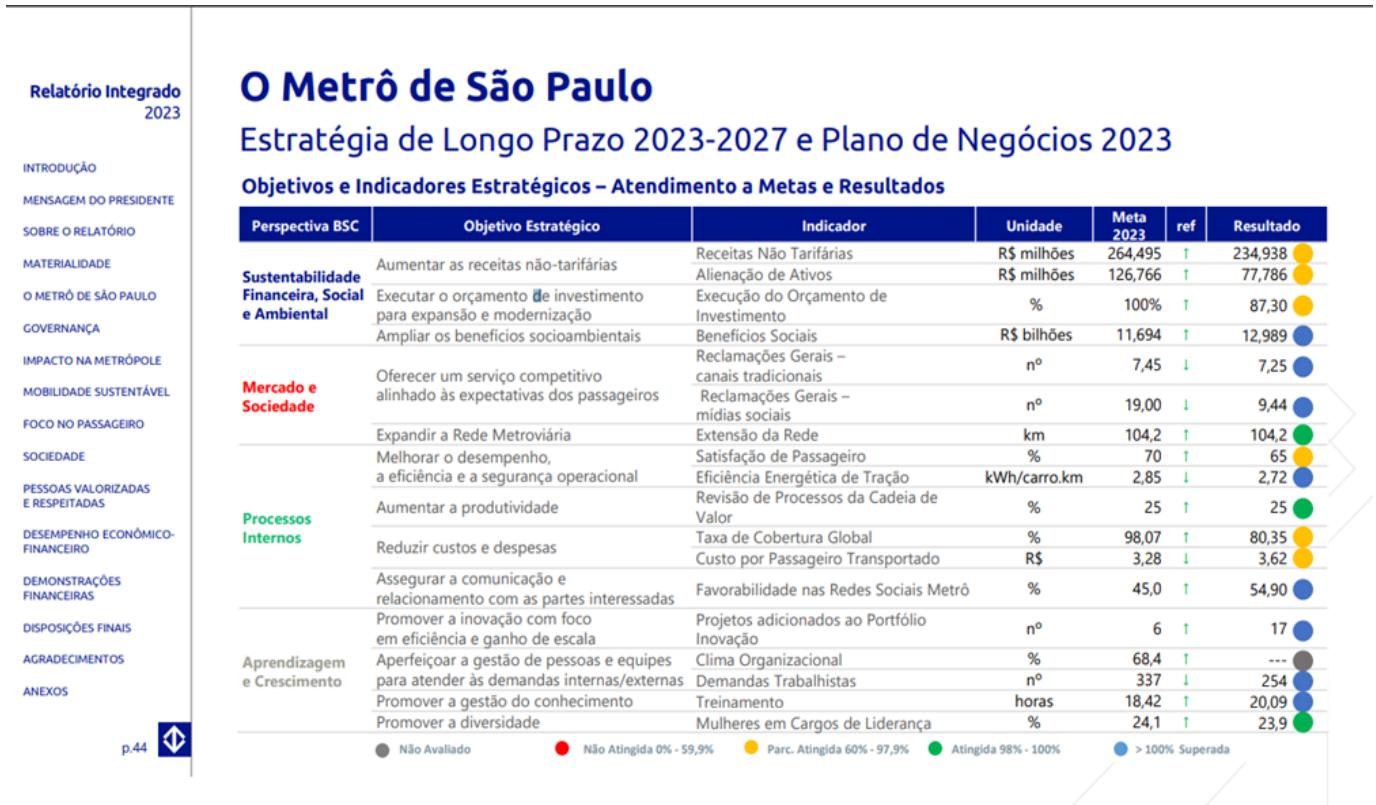 Relatório Integrado
2023
INTRODUÇÃO
MENSAGEM DO PRESIDENTE
SOBRE O RELATÓRIO
MATERIALIDADE
O METRÔ DE SÃO PAULO
GOVERNANÇA
IMPACTO NA METRÓPOLE
MOBILIDADE SUSTENTÁVEL
FOCO NO PASSAGEIRO
SOCIEDADE
PESSOAS VALORIZADAS
E RESPEITADAS
DESEMPENHO ECONÔMICO-
FINANCEIRO
DEMONSTRAÇÕES
FINANCEIRAS
DISPOSIÇÕES FINAIS
AGRADECIMENTOS
ANEXOS
p.44
O Metrô de São Paulo
Estratégia de Longo Prazo 2023-2027 e Plano de Negócios 2023
Objetivos e Indicadores Estratégicos – Atendimento a Metas e Resultados
Perspectiva BSC Objetivo Estratégico Indicador Unidade Meta 2023 ref Resultado
Sustentabilidade
Financeira, Social
e Ambiental
Aumentar as receitas não-tarifárias
Receitas Não Tarifárias R$ milhões 264,495 ↑ 234,938
Alienação de Ativos R$ milhões 126,766 ↑ 77,786
Executar o orçamento de investimento
para expansão e modernização
Execução do Orçamento de
Investimento
% 100% ↑ 87,30
Ampliar os benefícios socioambientais Benefícios Sociais R$ bilhões 11,694 ↑ 12,989
Mercado e
Sociedade
Oferecer um serviço competitivo
alinhado às expectativas dos passageiros
Reclamações Gerais –
canais tradicionais
nº 7,45 ↓ 7,25
Reclamações Gerais –
mídias sociais
nº 19,00 ↓ 9,44
Expandir a Rede Metroviária Extensão da Rede km 104,2 ↑ 104,2
Processos
Internos
Melhorar o desempenho,
a eficiência e a segurança operacional
Satisfação de Passageiro % 70 ↑ 65
Eficiência Energética de Tração kWh/carro.km 2,85 ↓ 2,72
Aumentar a produtividade
Revisão de Processos da Cadeia de
Valor
% 25 ↑ 25
Reduzir custos e despesas
Taxa de Cobertura Global % 98,07 ↑ 80,35
Custo por Passageiro Transportado R$ 3,28 ↓ 3,62
Assegurar a comunicação e
relacionamento com as partes interessadas
Favorabilidade nas Redes Sociais Metrô % 45,0 ↑ 54,90
Aprendizagem
e Crescimento
Promover a inovação com foco
em eficiência e ganho de escala
Projetos adicionados ao Portfólio
Inovação
nº 6 ↑ 17
Aperfeiçoar a gestão de pessoas e equipes
para atender às demandas internas/externas
Clima Organizacional % 68,4 ↑ ---
Demandas Trabalhistas nº 337 ↓ 254
Promover a gestão do conhecimento Treinamento horas 18,42 ↑ 20,09
Promover a diversidade Mulheres em Cargos de Liderança % 24,1 ↑ 23,9
Não Avaliado Não Atingida 0% - 59,9% Parc. Atingida 60% - 97,9% Atingida 98% - 100% > 100% Superada